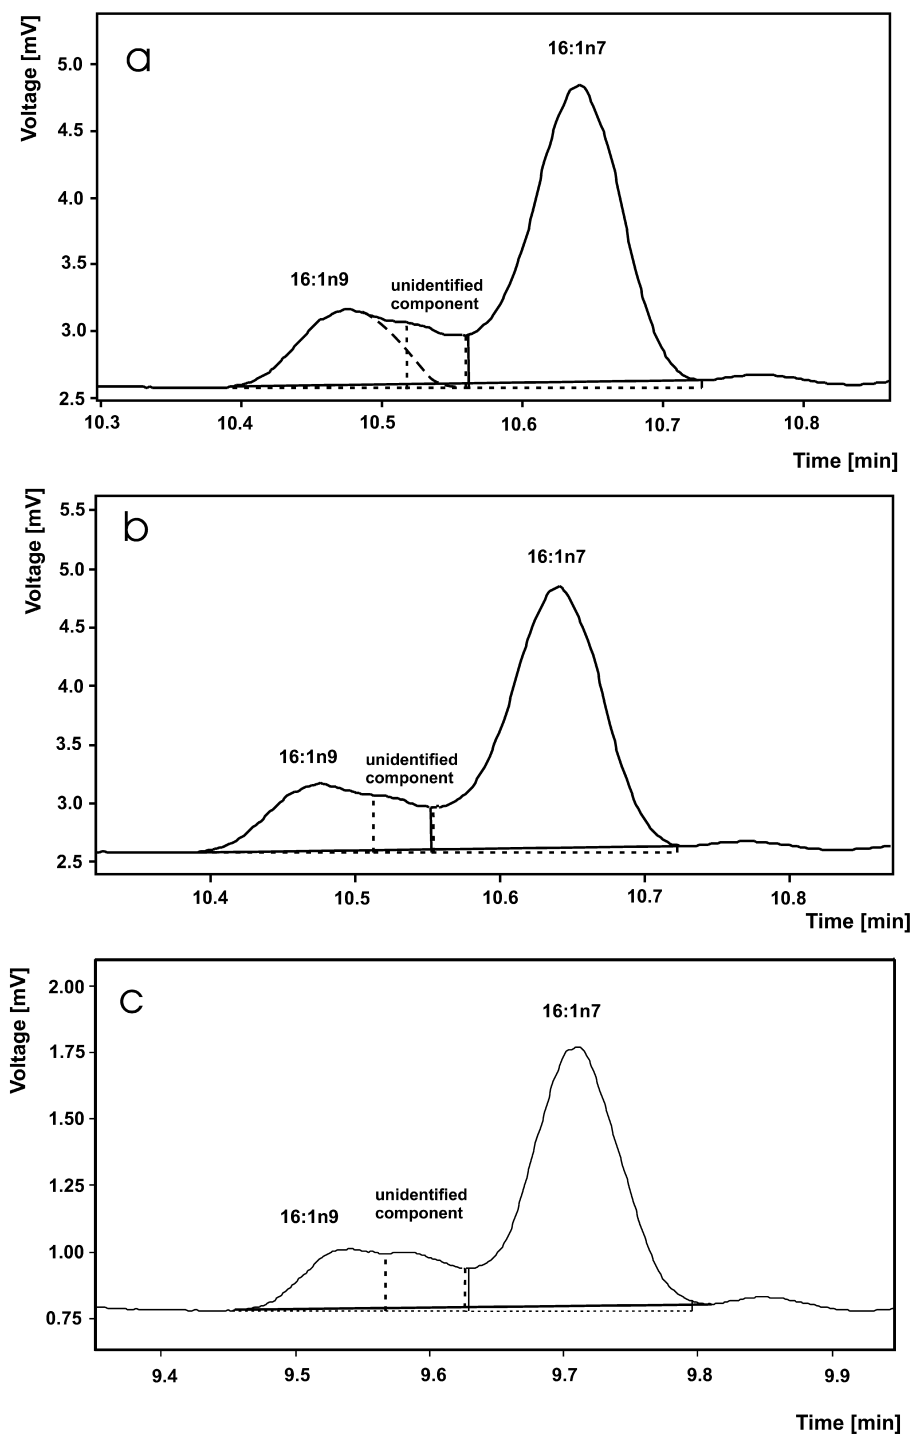 Voltage [mV]
a
16:1n7
5.0
4.5
4.0
3.5
16:1n9
unidentified
component
3.0
2.5
10.3 10.4 10.5 10.6 10.7 10.8
Time [min]
Voltage [mV]
b
5.5
16:1n7
5.0
4.5
4.0
3.5
16:1n9
unidentified
component
3.0
2.5
10.4 10.5 10.6 10.7 10.8
Time [min]
Voltage [mV]
c
2.00
16:1n7
1.75
1.50
1.25
unidentified
component
16:1n9
1.00
0.75
9.4 9.5 9.6 9.7 9.8 9.9
Time [min]